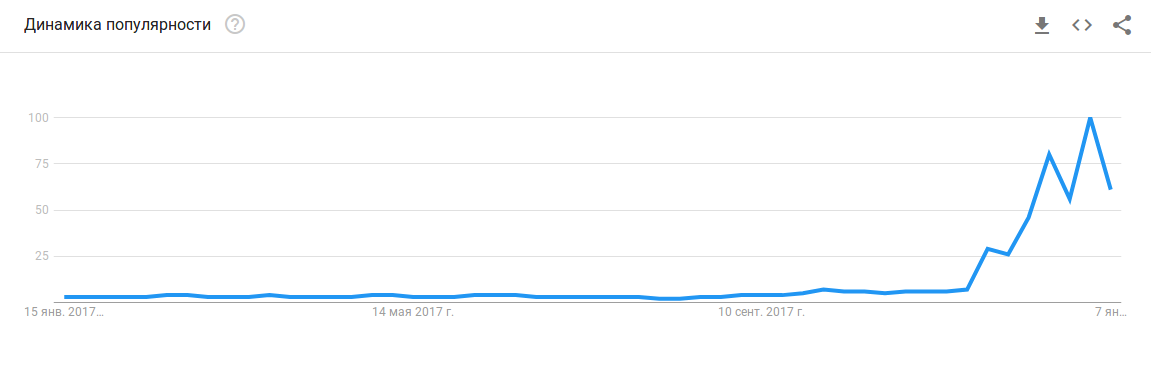 Динамика популярности ?
100
75
50
25
15 янв. 2017...
14 мая 2017 г.
10 сент. 2017 г.
7 ян...